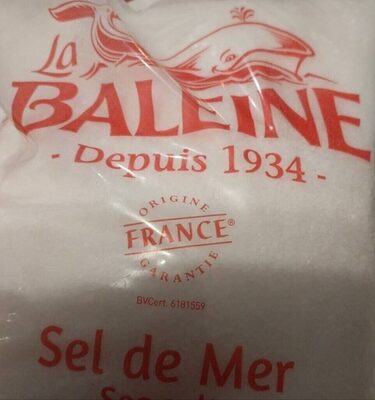 La
BALEINE
- Depuis 1934 -
ORIGINE
FRANCE®
GARANTIE
BVCert. 6181559
Sel de Mer